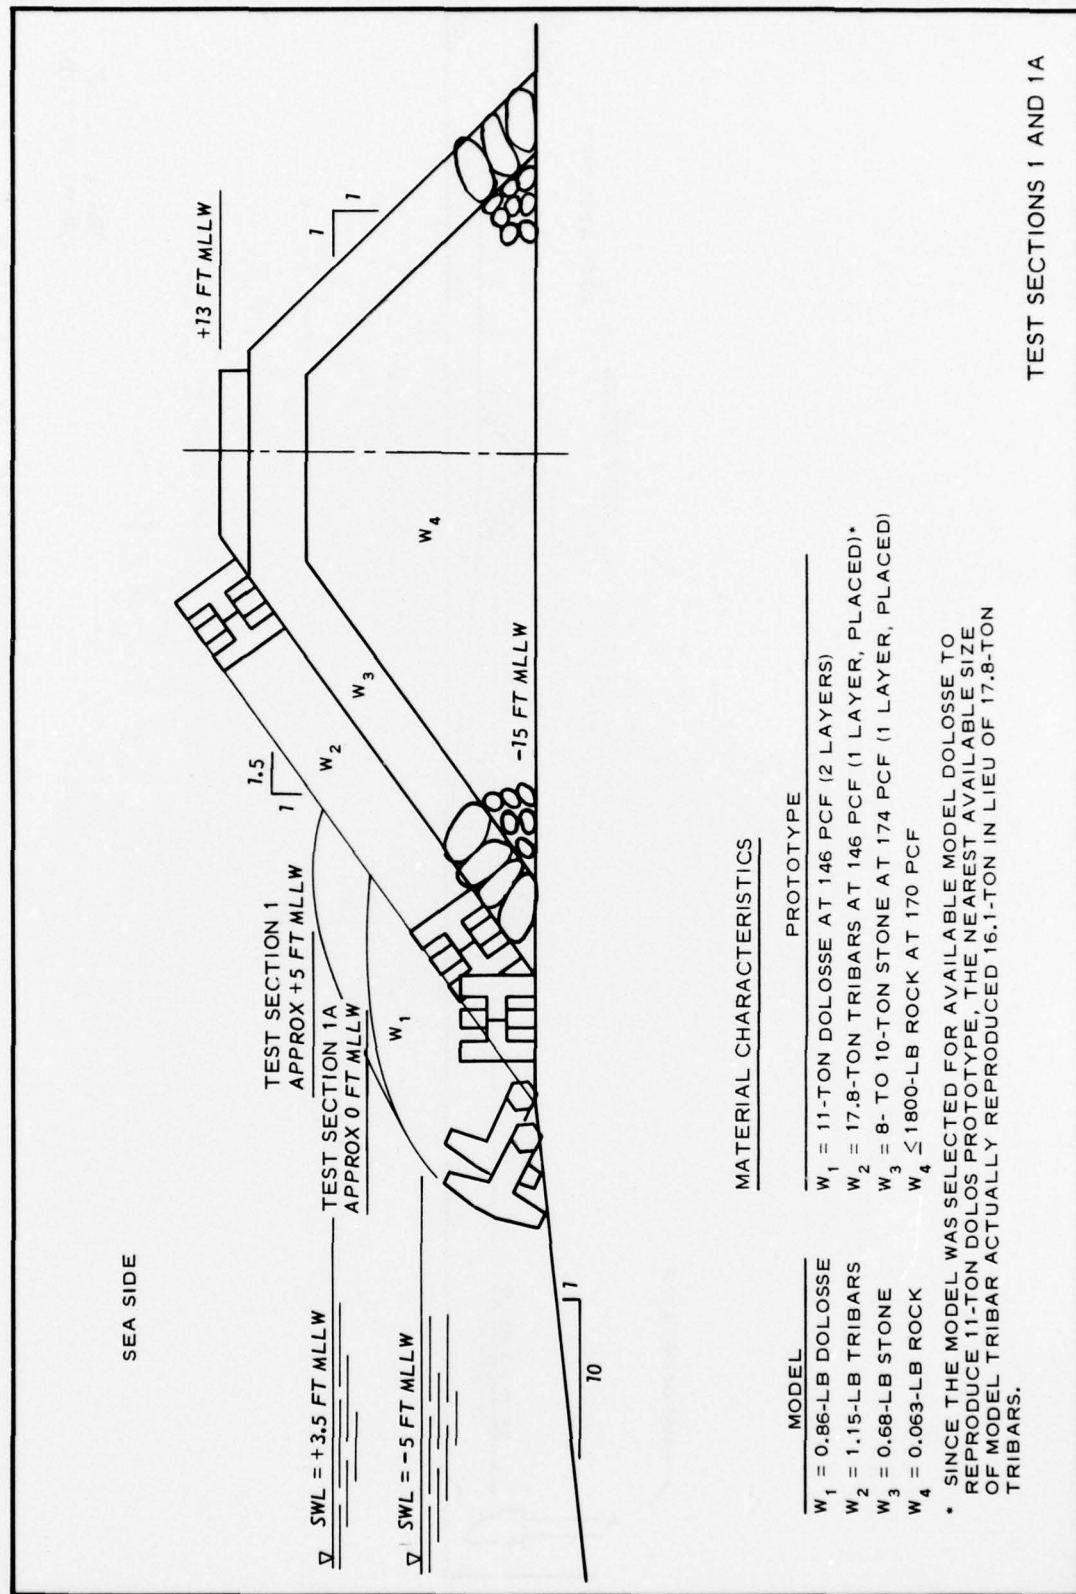 SEA SIDE
+13 FT MLLW
1
1
1.5
1
TEST SECTION 1
APPROX +5 FT MLLW
TEST SECTION 1A
APPROX 0 FT MLLW
▽ SWL = +3.5 FT MLLW
▽ SWL = -5 FT MLLW
W1
W2
W3
W4
-15 FT MLLW
10
1
MATERIAL CHARACTERISTICS
MODEL
PROTOTYPE
W1 = 0.86-LB DOLOSSE
W1 = 11-TON DOLOSSE AT 146 PCF (2 LAYERS)
W2 = 1.15-LB TRIBARS
W2 = 17.8-TON TRIBARS AT 146 PCF (1 LAYER, PLACED)*
W3 = 0.68-LB STONE
W3 = 8- TO 10-TON STONE AT 174 PCF (1 LAYER, PLACED)
W4 = 0.063-LB ROCK
W4 ≤ 1800-LB ROCK AT 170 PCF
* SINCE THE MODEL WAS SELECTED FOR AVAILABLE MODEL DOLOSSE TO
REPRODUCE 11-TON DOLOS PROTOTYPE, THE NEAREST AVAILABLE SIZE
OF MODEL TRIBAR ACTUALLY REPRODUCED 16.1-TON IN LIEU OF 17.8-TON
TRIBARS.
TEST SECTIONS 1 AND 1A